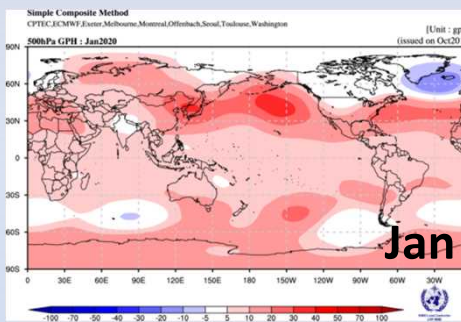 Simple Composite Method
CPTEC,ECMWF,Exeter,Melbourne,Montreal,Offenbach,Seoul,Toulouse,Washington
[Unit : gp
500hPa GPH : Jan2020
(issued on Oct20
90N
60N
30N
0
30S
60S
90S
Jan
0 30E 60E 90E 120E 150E 180 150W 120W 90W 60W 30W
-100 -70 -50 -40 -30 -20 -10 -5 5 10 20 30 40 50 70 100